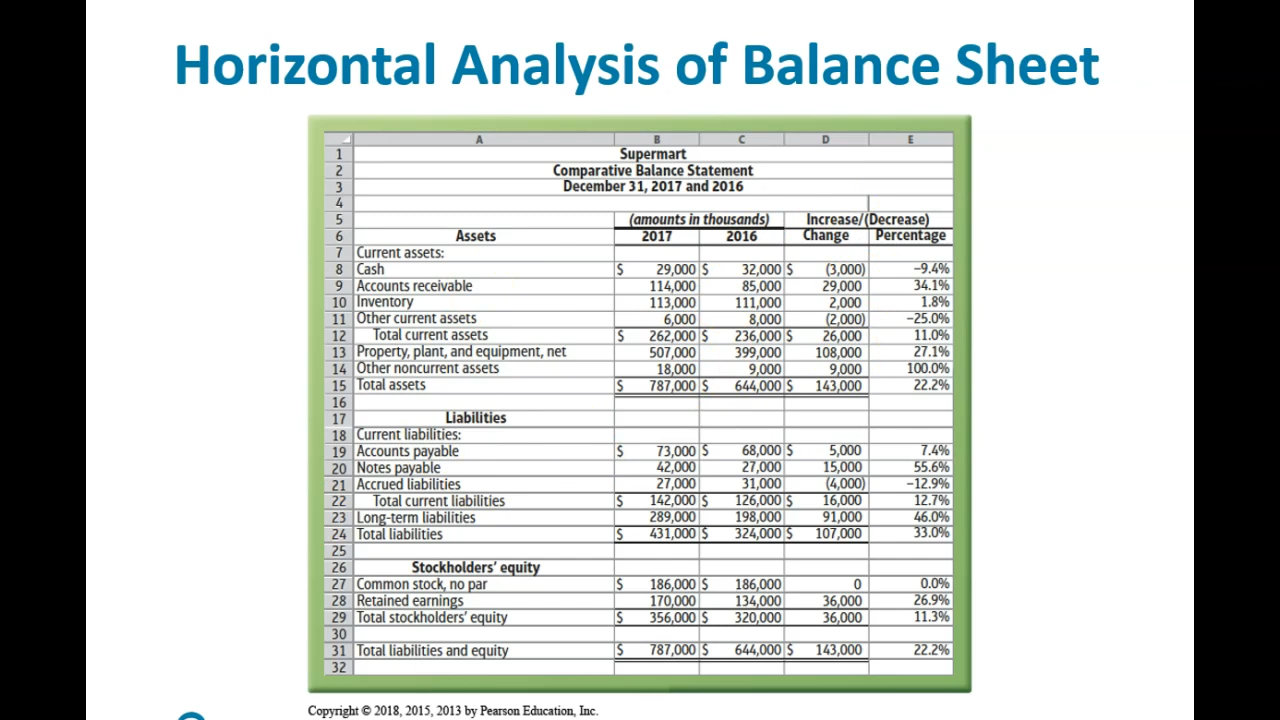 Horizontal Analysis of Balance Sheet
A B C D E
1 Supermart
2 Comparative Balance Statement
3 December 31, 2017 and 2016
4
5 (amounts in thousands) Increase/(Decrease)
6 Assets 2017 2016 Change Percentage
7 Current assets:
8 Cash $ 29,000 $ 32,000 $ (3,000) −9.4%
9 Accounts receivable 114,000 85,000 29,000 34.1%
10 Inventory 113,000 111,000 2,000 1.8%
11 Other current assets 6,000 8,000 (2,000) −25.0%
12 Total current assets $ 262,000 $ 236,000 $ 26,000 11.0%
13 Property, plant, and equipment, net 507,000 399,000 108,000 27.1%
14 Other noncurrent assets 18,000 9,000 9,000 100.0%
15 Total assets $ 787,000 $ 644,000 $ 143,000 22.2%
16
17 Liabilities
18 Current liabilities:
19 Accounts payable $ 73,000 $ 68,000 $ 5,000 7.4%
20 Notes payable 42,000 27,000 15,000 55.6%
21 Accrued liabilities 27,000 31,000 (4,000) −12.9%
22 Total current liabilities $ 142,000 $ 126,000 $ 16,000 12.7%
23 Long-term liabilities 289,000 198,000 91,000 46.0%
24 Total liabilities $ 431,000 $ 324,000 $ 107,000 33.0%
25
26 Stockholders' equity
27 Common stock, no par $ 186,000 $ 186,000 0 0.0%
28 Retained earnings 170,000 134,000 36,000 26.9%
29 Total stockholders' equity $ 356,000 $ 320,000 36,000 11.3%
30
31 Total liabilities and equity $ 787,000 $ 644,000 $ 143,000 22.2%
32
Copyright © 2018, 2015, 2013 by Pearson Education, Inc.